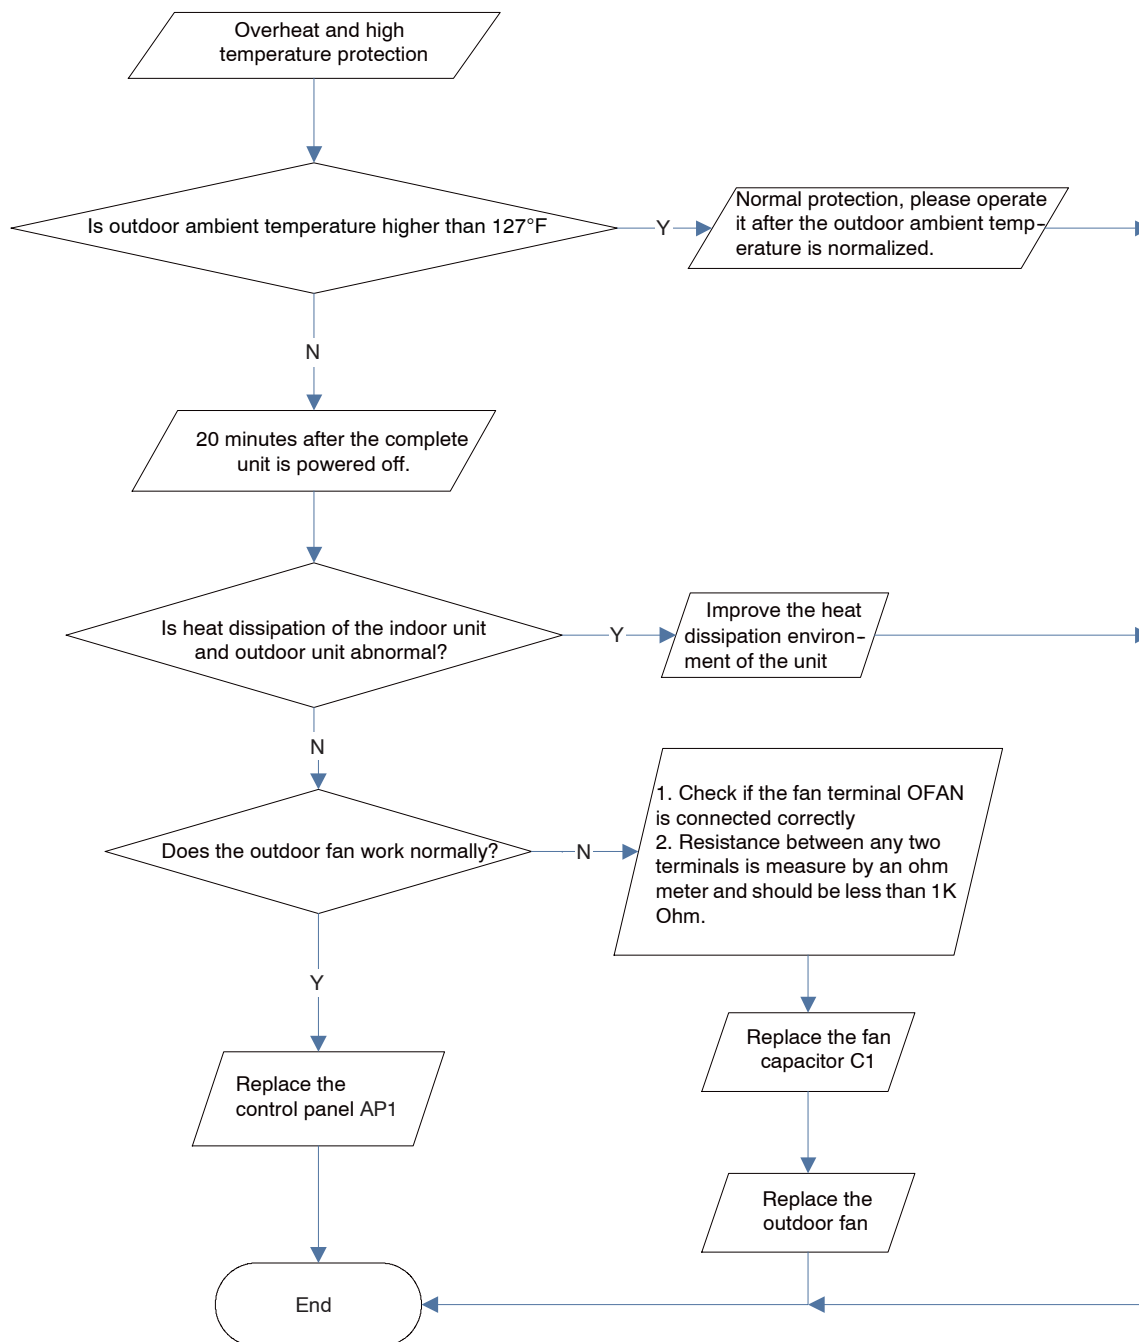 Overheat and high
temperature protection
Is outdoor ambient temperature higher than 127°F
Y
Normal protection, please operate
it after the outdoor ambient temp-
erature is normalized.
N
20 minutes after the complete
unit is powered off.
Is heat dissipation of the indoor unit
and outdoor unit abnormal?
Y
Improve the heat
dissipation environ-
ment of the unit
N
Does the outdoor fan work normally?
N
1. Check if the fan terminal OFAN
is connected correctly
2. Resistance between any two
terminals is measure by an ohm
meter and should be less than 1K
Ohm.
Y
Replace the fan
capacitor C1
Replace the
control panel AP1
Replace the
outdoor fan
End